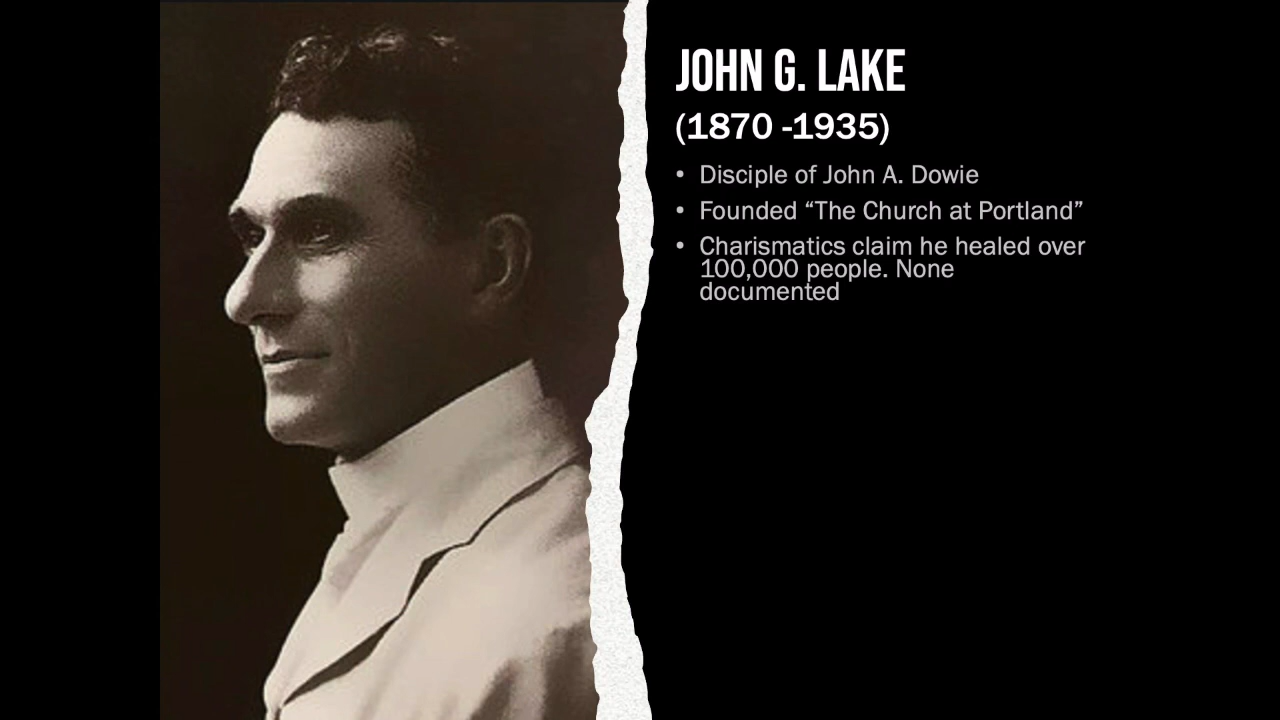 JOHN G. LAKE
(1870 -1935)
• Disciple of John A. Dowie
• Founded “The Church at Portland”
• Charismatics claim he healed over
100,000 people. None
documented